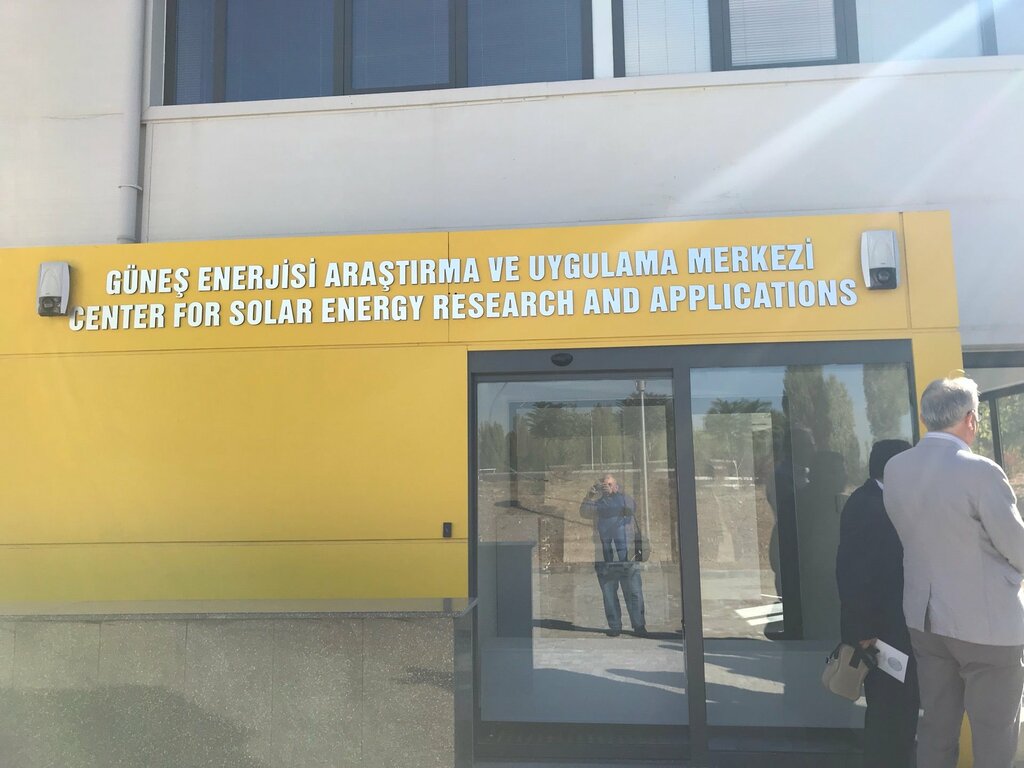 GÜNEŞ ENERJİSİ ARAŞTIRMA VE UYGULAMA MERKEZİ
CENTER FOR SOLAR ENERGY RESEARCH AND APPLICATIONS